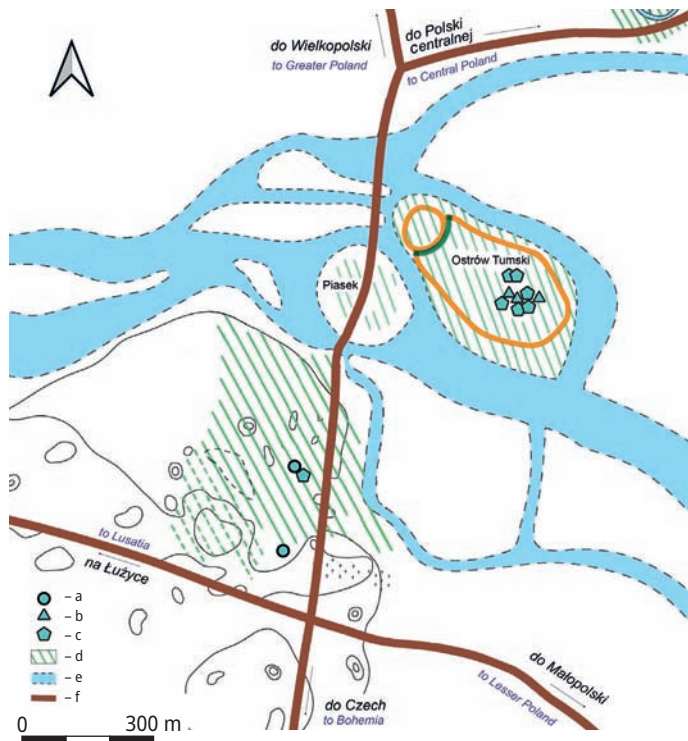 do Wielkopolski
to Greater Poland
do Polski
centralnej
to Central Poland
Ostrów Tumski
Piasek
to Lusatia
na Łużyce
– a
– b
– c
– d
– e
– f
do Małopolski
to Lesser Poland
do Czech
to Bohemia
0 300 m